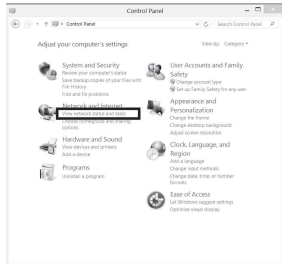 Control Panel
Control Panel
Search Control Panel
Adjust your computer's settings
View by: Category
System and Security
Review your computer's status
Save backup copies of your files with
File History
Find and fix problems
Network and Internet
View network status and tasks
Choose homegroup and sharing
options
Hardware and Sound
View devices and printers
Add a device
Programs
Uninstall a program
User Accounts and Family
Safety
Change account type
Set up Family Safety for any user
Appearance and
Personalization
Change the theme
Change desktop background
Adjust screen resolution
Clock, Language, and
Region
Add a language
Change input methods
Change date, time, or number
formats
Ease of Access
Let Windows suggest settings
Optimize visual display